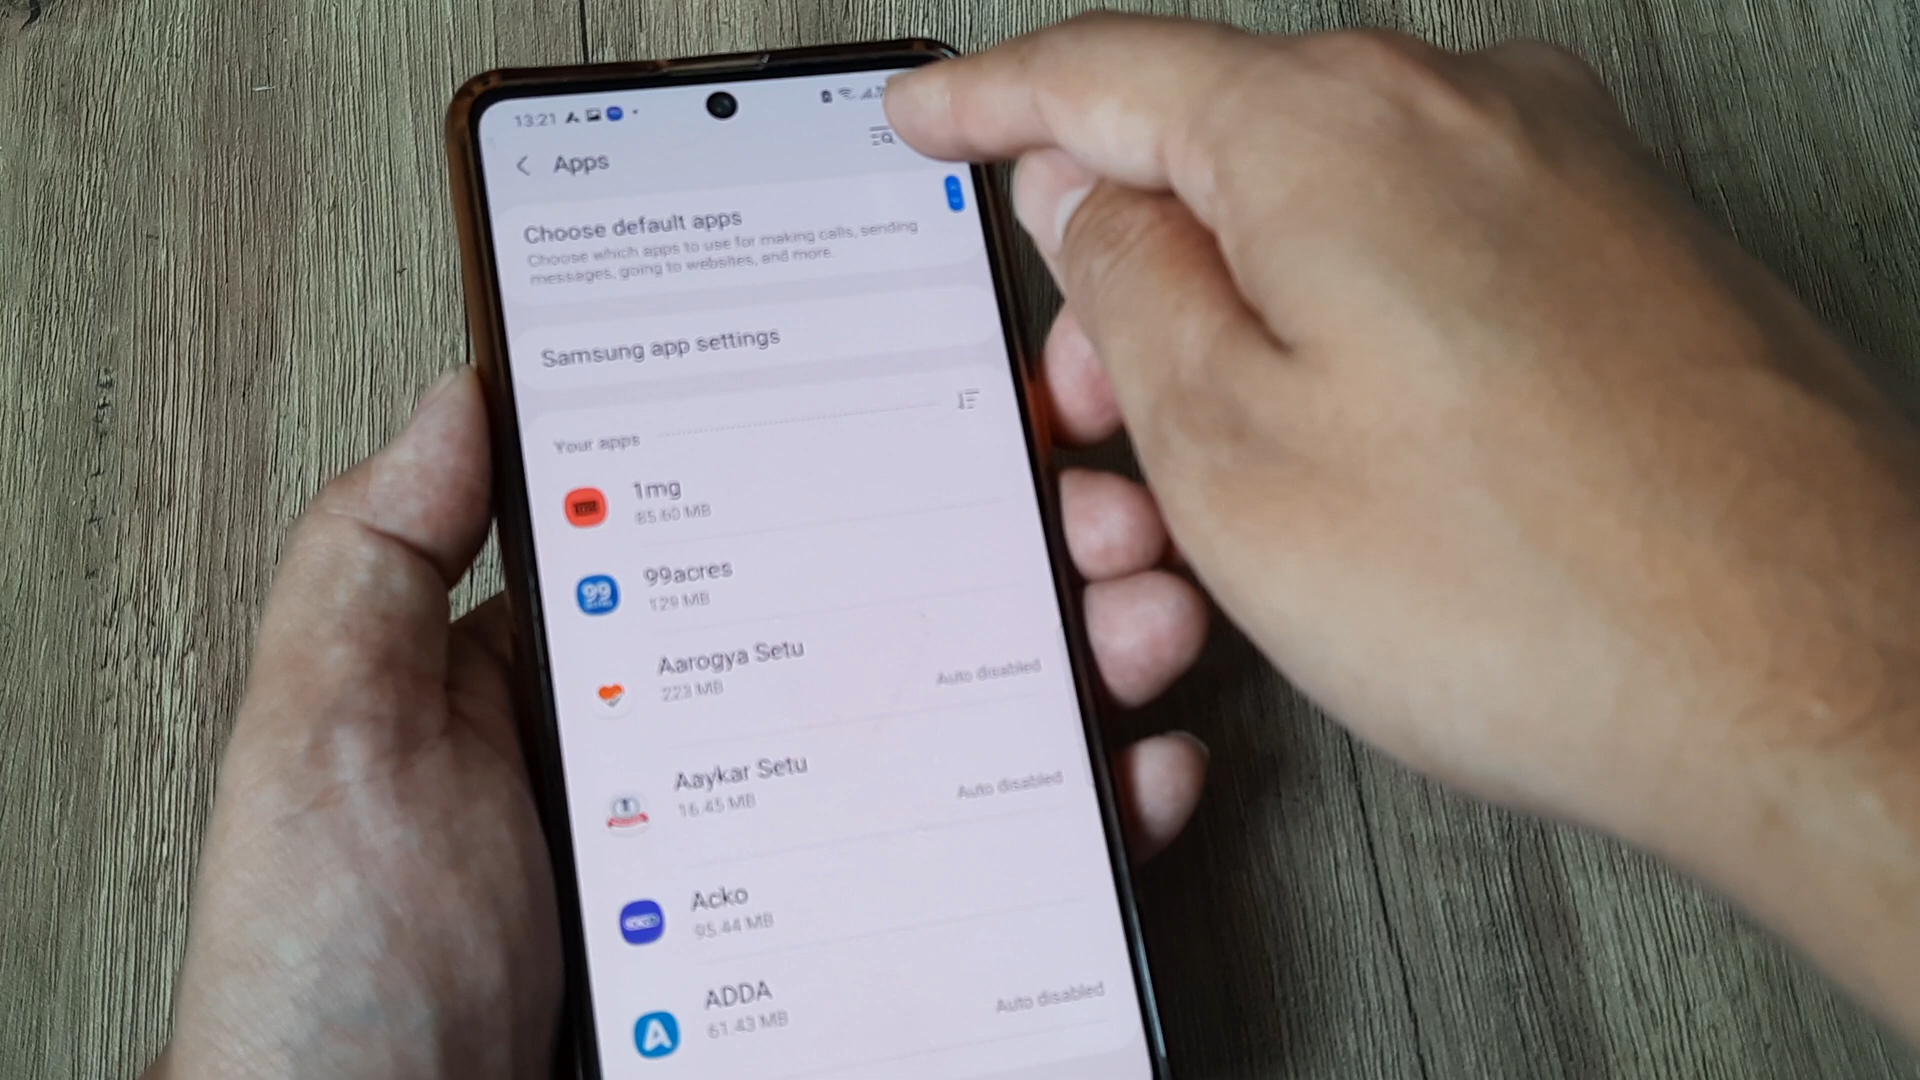 13:21
Apps
Choose default apps
Choose which apps to use for making calls, sending
messages, going to websites, and more.
Samsung app settings
Your apps
1mg
85.60 MB
99
99acres
129 MB
Aarogya Setu
223 MB
Auto disabled
Aaykar Setu
16.45 MB
Auto disabled
Acko
95.44 MB
A
ADDA
61.43 MB
Auto disabled